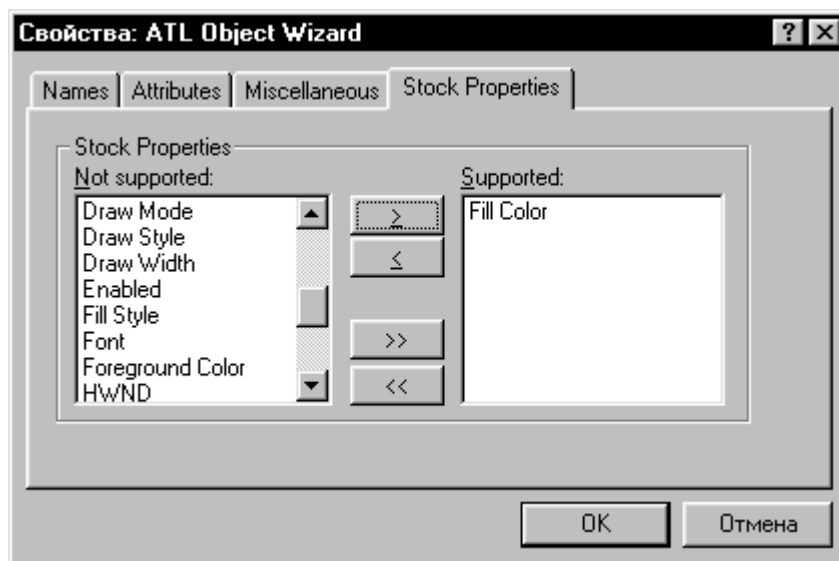 Свойства: ATL Object Wizard
? X
Names Attributes Miscellaneous Stock Properties
Stock Properties
Not supported:
Supported:
Draw Mode
Draw Style
Draw Width
Enabled
Fill Style
Font
Foreground Color
HWND
>
<
>>
<<
Fill Color
OK Отмена